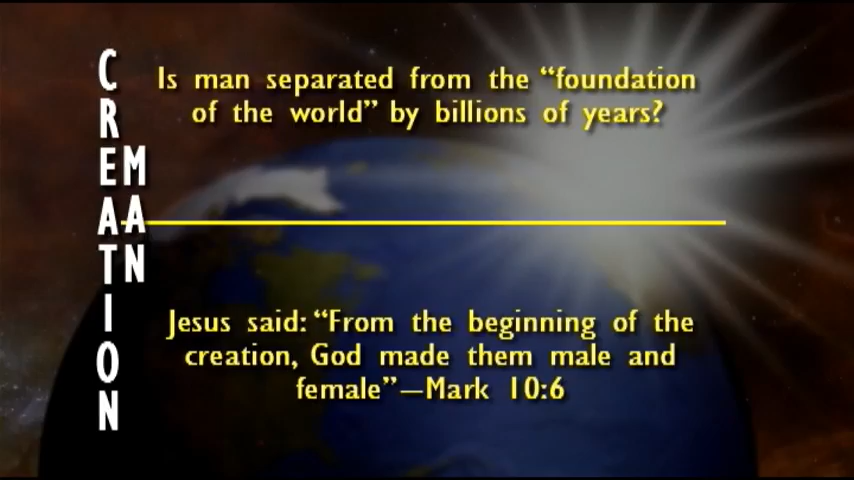 CREATION
MAN
Is man separated from the “foundation
of the world” by billions of years?
Jesus said: “From the beginning of the
creation, God made them male and
female”—Mark 10:6